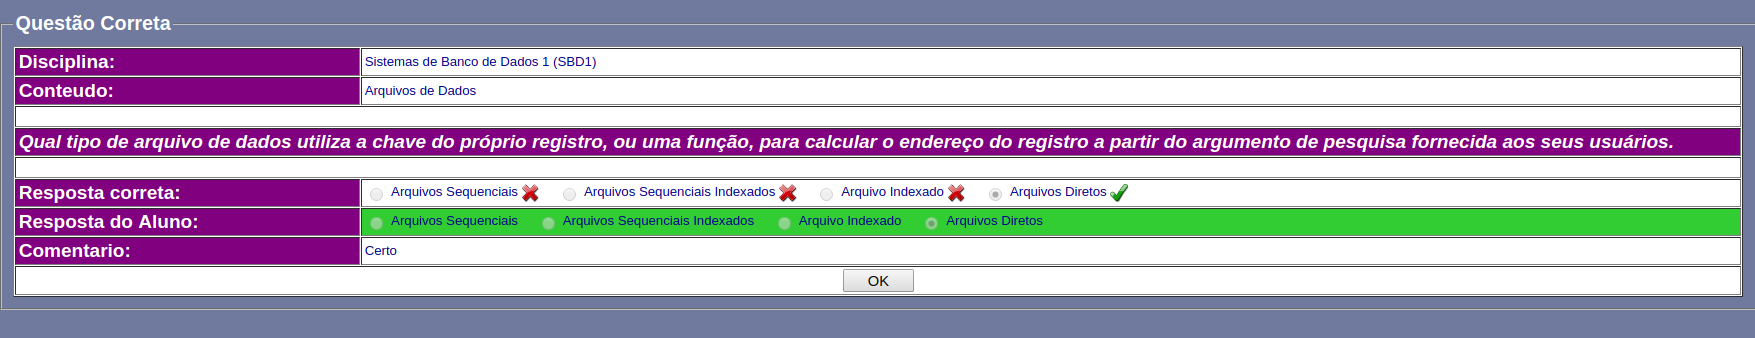 Questão Correta
Disciplina: Sistemas de Banco de Dados 1 (SBD1)
Conteudo: Arquivos de Dados
Qual tipo de arquivo de dados utiliza a chave do próprio registro, ou uma função, para calcular o endereço do registro a partir do argumento de pesquisa fornecida aos seus usuários.
Resposta correta: Arquivos Sequenciais Arquivos Sequenciais Indexados Arquivo Indexado Arquivos Diretos
Resposta do Aluno: Arquivos Sequenciais Arquivos Sequenciais Indexados Arquivo Indexado Arquivos Diretos
Comentario: Certo
OK